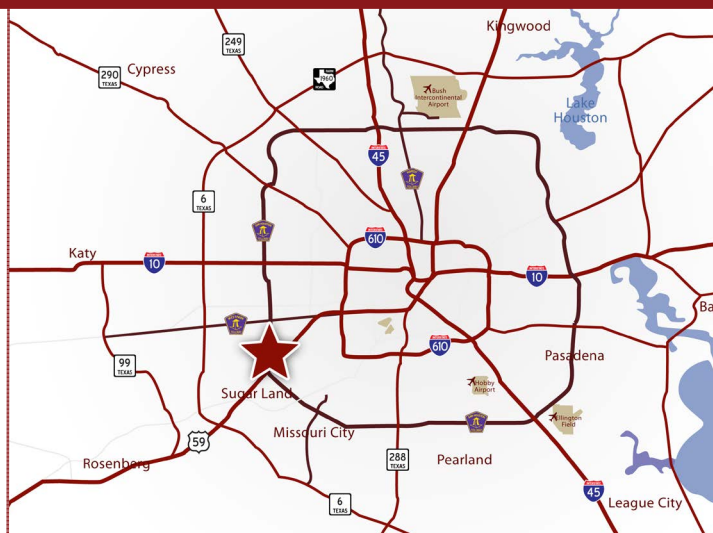 Kingwood
249
TEXAS
290
TEXAS
Cypress
1960
Bush
Intercontinental
Airport
Lake
Houston
45
6
TEXAS
610
Katy
10
10
Ba
99
TEXAS
610
Pasadena
Hobby
Airport
Sugar Land
Ellington
Field
Missouri City
59
Rosenberg
288
TEXAS
Pearland
45
6
TEXAS
League City